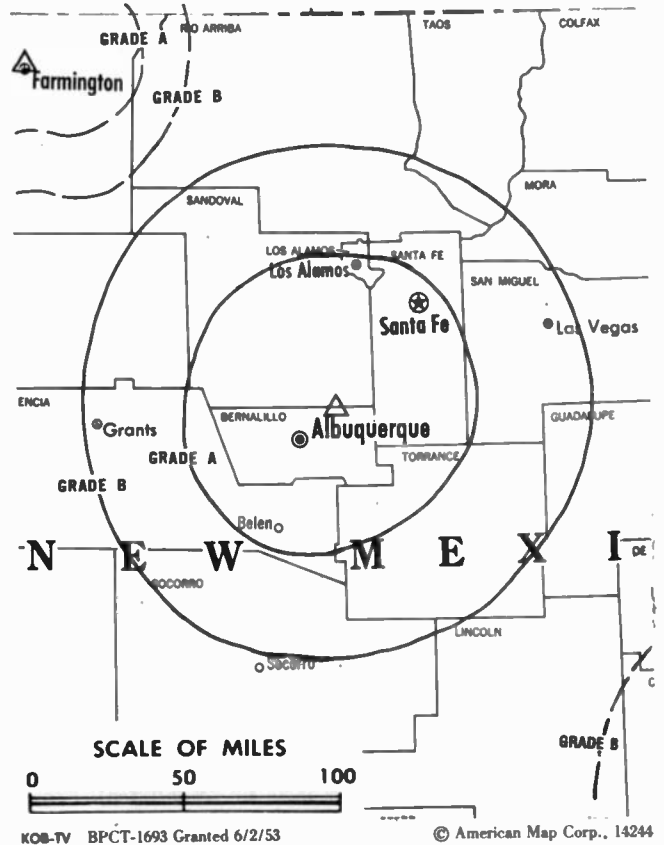 GRADE A
RIO ARRIBA
TAOS
COLFAX
Farmington
GRADE B
MORA
SANDOVAL
LOS ALAMOS
Los Alamos
SANTA FE
SAN MIGUEL
Santa Fe
Las Vegas
ENCIA
BERNALILLO
GUADALUPE
Grants
Albuquerque
GRADE A
TORRANCE
GRADE B
Belen
N E W M E X I
DE
SOCORRO
LINCOLN
Socorro
C
GRADE B
SCALE OF MILES
0 50 100
KOB-TV BPCT-1693 Granted 6/2/53
© American Map Corp., 14244